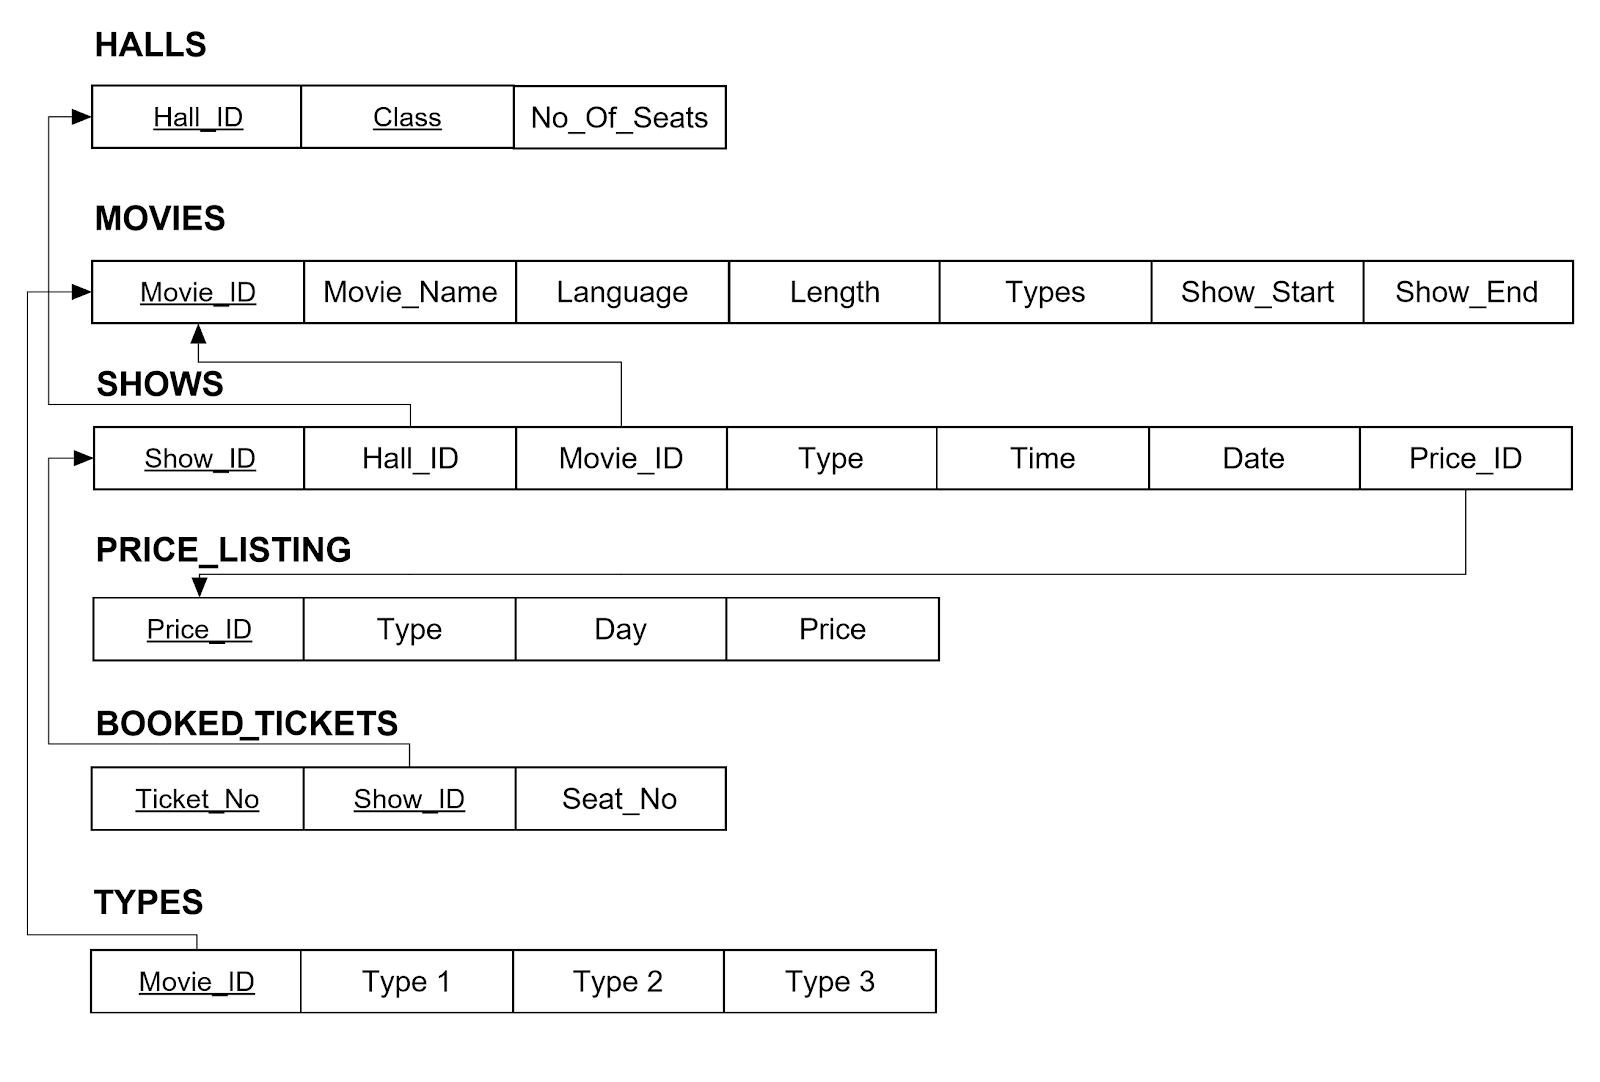 HALLS
Hall_ID Class No_Of_Seats
MOVIES
Movie_ID Movie_Name Language Length Types Show_Start Show_End
SHOWS
Show_ID Hall_ID Movie_ID Type Time Date Price_ID
PRICE_LISTING
Price_ID Type Day Price
BOOKED_TICKETS
Ticket_No Show_ID Seat_No
TYPES
Movie_ID Type 1 Type 2 Type 3